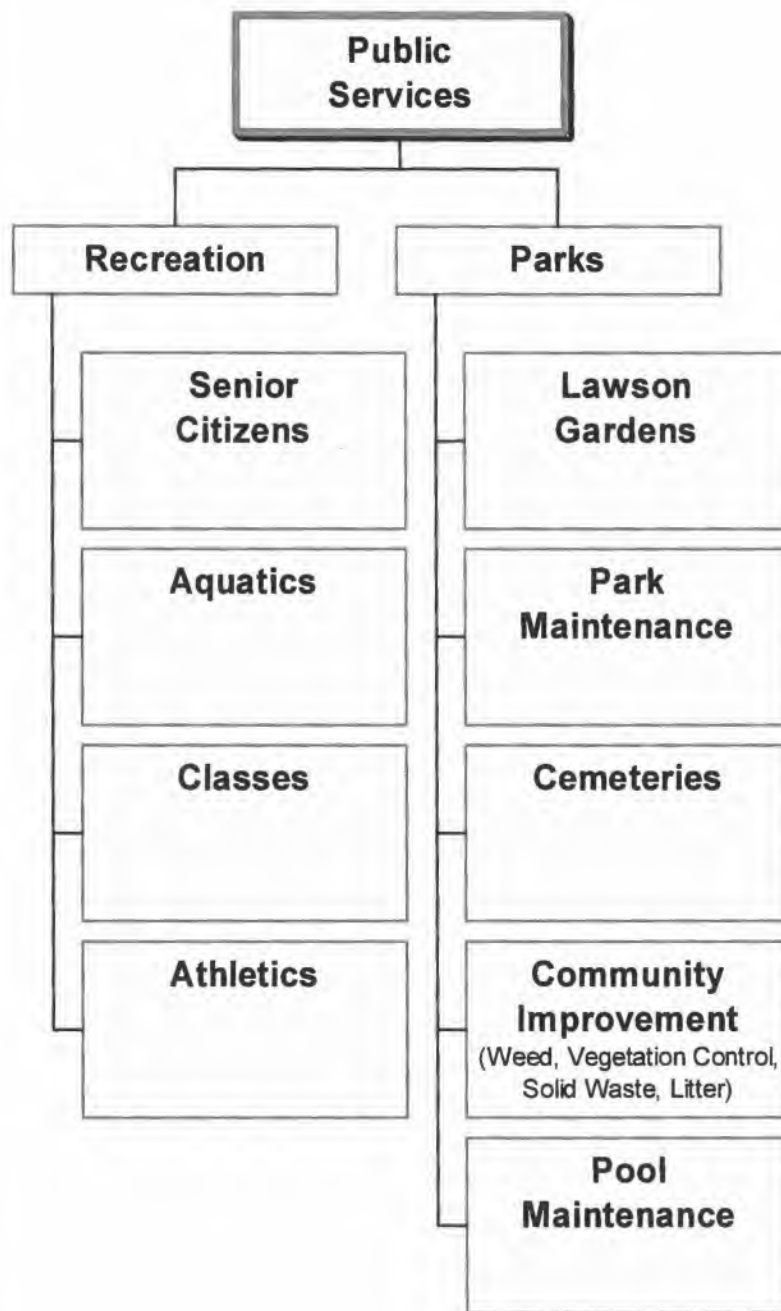 Public
Services
Recreation
Parks
Senior
Citizens
Lawson
Gardens
Aquatics
Park
Maintenance
Classes
Cemeteries
Athletics
Community
Improvement
(Weed, Vegetation Control,
Solid Waste, Litter)
Pool
Maintenance